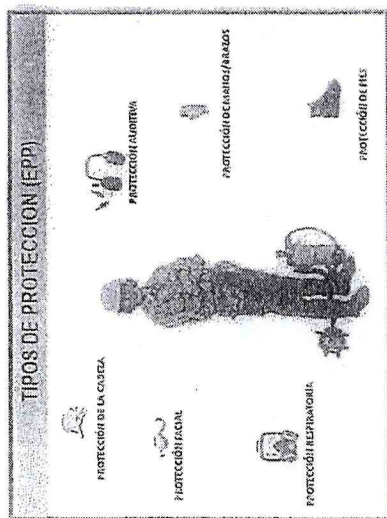 TIPOS DE PROTECCIÓN (EPP)
PROTECCIÓN DE LA CABEZA
PROTECCIÓN FACIAL
PROTECCIÓN RESPIRATORIA
PROTECCIÓN AUDITIVA
PROTECCIÓN DE MANOS/BRAZOS
PROTECCIÓN DE PIES